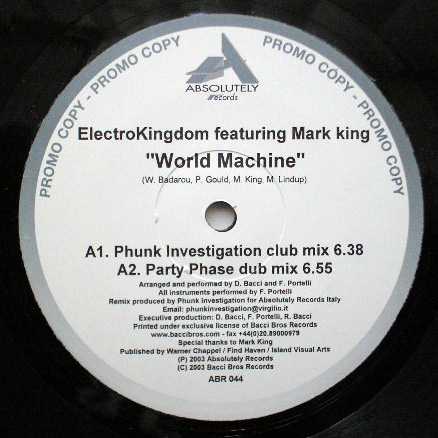 PROMO COPY - PROMO COPY
PROMO COPY - PROMO COPY
ABSOLUTELY
records
ElectroKingdom featuring Mark king
"World Machine"
(W. Badarou, P. Gould, M. King, M. Lindup)
A1. Phunk Investigation club mix 6.38
A2. Party Phase dub mix 6.55
Arranged and performed by D. Bacci and F. Portelli
All instruments performed by F. Portelli
Remix produced by Phunk Investigation for Absolutely Records Italy
Email: phunkinvestigation@virgilio.it
Executive production: D. Bacci, F. Portelli, R. Bacci
Printed under exclusive license of Bacci Bros Records
www.baccibros.com - fax +44(0)20.89000979
Special thanks to Mark King
Published by Warner Chappel / Find Haven / Island Visual Arts
(P) 2003 Absolutely Records
(C) 2003 Bacci Bros Records
ABR 044